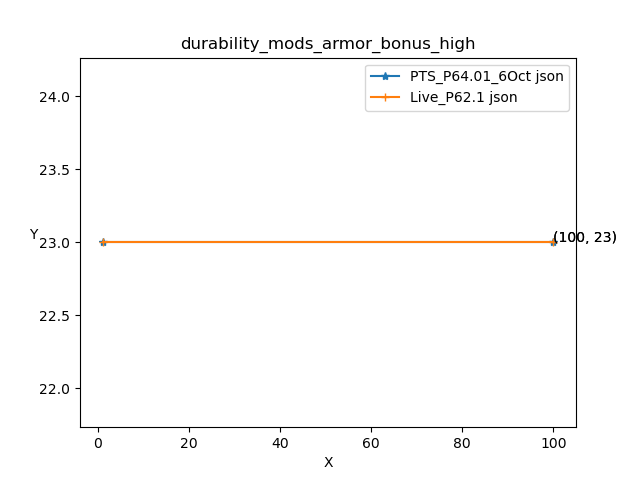 durability_mods_armor_bonus_high
PTS_P64.01_6Oct json
Live_P62.1 json
24.0
23.5
Y
23.0
(100, 23)
22.5
22.0
0
20
40
60
80
100
X